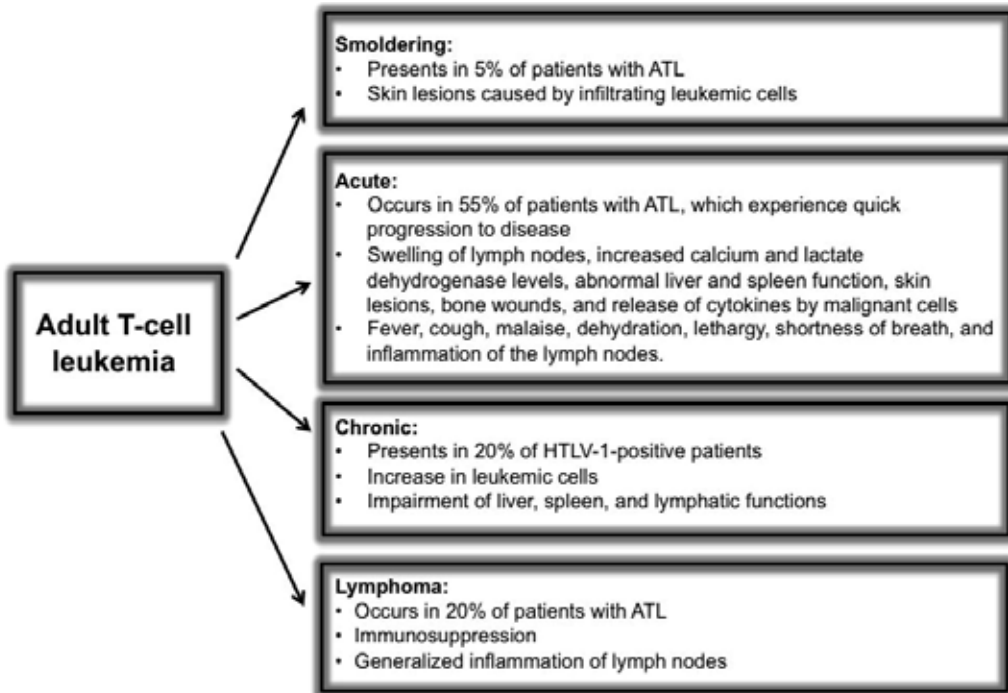 Smoldering:
• Presents in 5% of patients with ATL
• Skin lesions caused by infiltrating leukemic cells
Acute:
• Occurs in 55% of patients with ATL, which experience quick
progression to disease
• Swelling of lymph nodes, increased calcium and lactate
dehydrogenase levels, abnormal liver and spleen function, skin
lesions, bone wounds, and release of cytokines by malignant cells
• Fever, cough, malaise, dehydration, lethargy, shortness of breath, and
inflammation of the lymph nodes.
Adult T-cell
leukemia
Chronic:
• Presents in 20% of HTLV-1-positive patients
• Increase in leukemic cells
• Impairment of liver, spleen, and lymphatic functions
Lymphoma:
• Occurs in 20% of patients with ATL
• Immunosuppression
• Generalized inflammation of lymph nodes